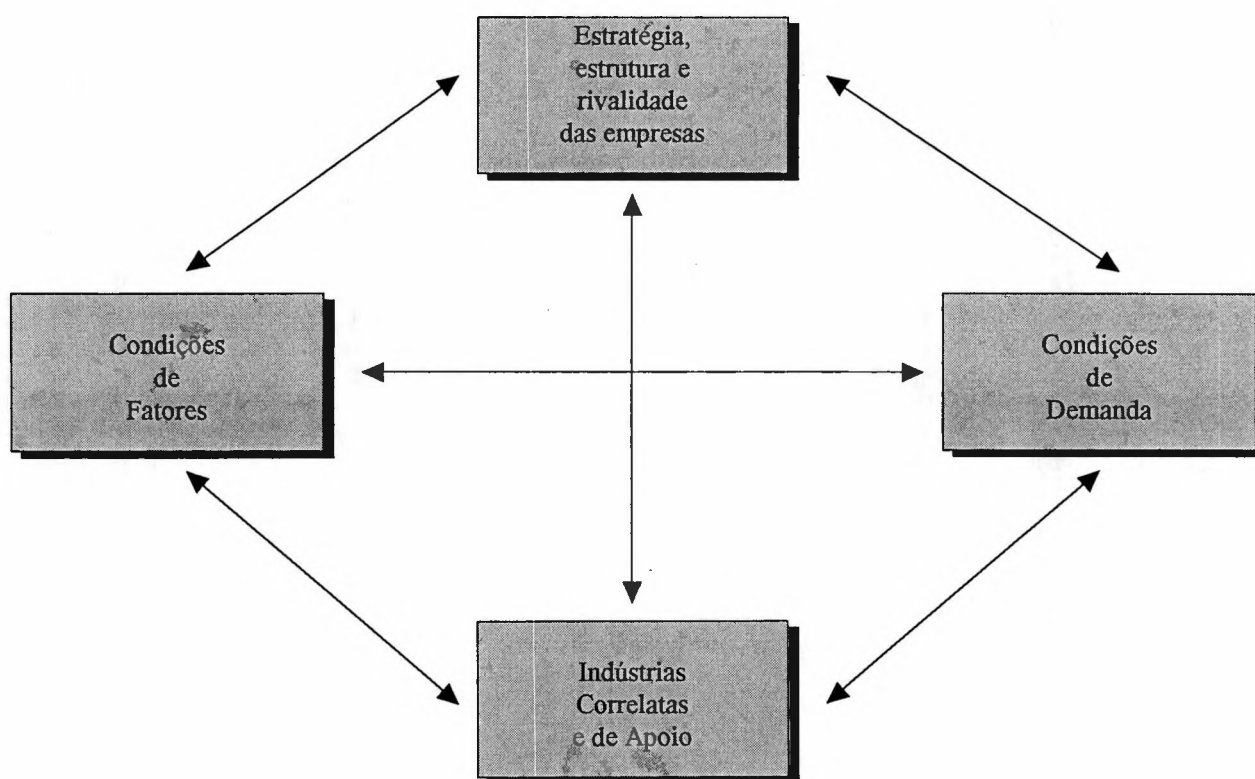 Estratégia,
estrutura e
rivalidade
das empresas
Condições
de
Fatores
Condições
de
Demanda
Indústrias
Correlatas
e de Apoio